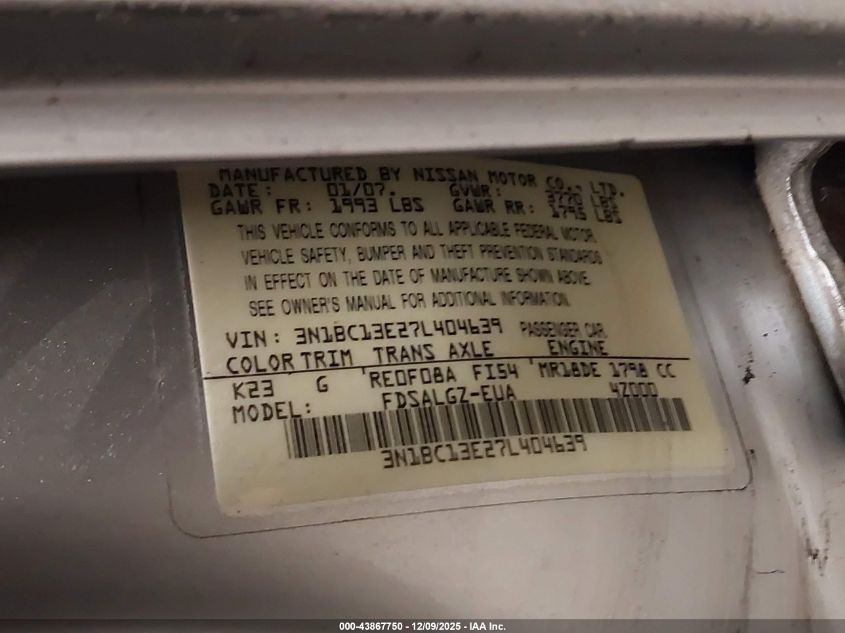 MANUFACTURED BY NISSAN MOTOR CO., LTD.
DATE: 01/07. GVWR: 3770 LBS
GAWR FR: 1993 LBS GAWR RR: 1795 LBS
THIS VEHICLE CONFORMS TO ALL APPLICABLE FEDERAL MOTOR
VEHICLE SAFETY, BUMPER AND THEFT PREVENTION STANDARDS
IN EFFECT ON THE DATE OF MANUFACTURE SHOWN ABOVE.
SEE OWNER'S MANUAL FOR ADDITIONAL INFORMATION.
VIN: 3N1BC13E27L404639 PASSENGER CAR
COLOR TRIM TRANS AXLE ENGINE
K23 G RE0F08A FI54 MR18DE 1798 CC
MODEL: FDSALGZ-EUA 4Z000
3N1BC13E27L404639
000-43867750 - 12/09/2025 - IAA Inc.